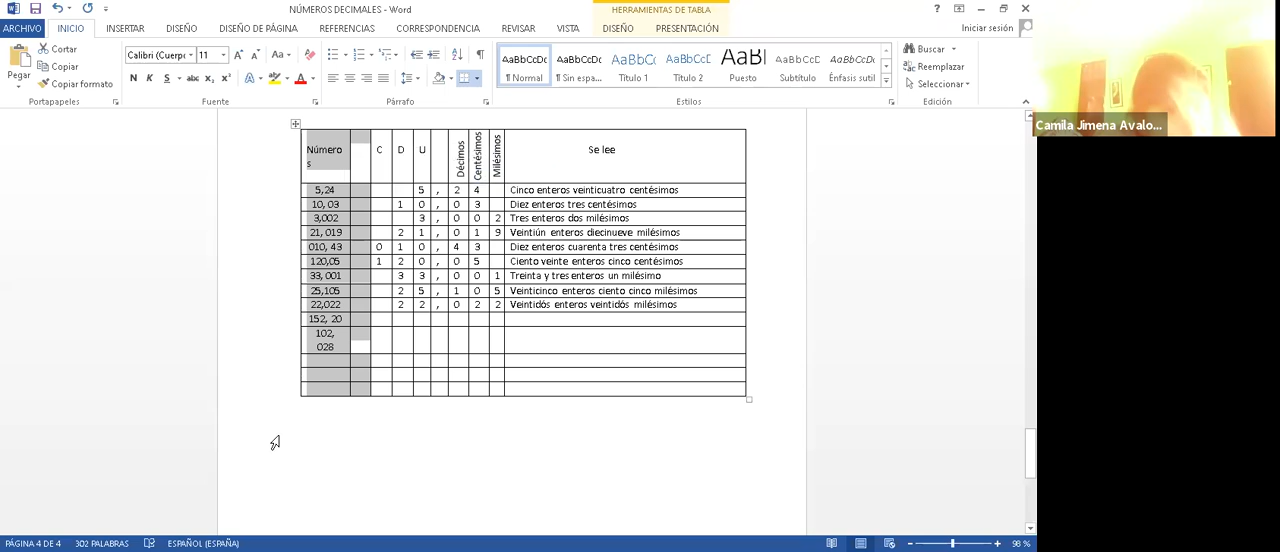 NÚMEROS DECIMALES - Word
HERRAMIENTAS DE TABLA
ARCHIVO INICIO INSERTAR DISEÑO DISEÑO DE PÁGINA REFERENCIAS CORRESPONDENCIA REVISAR VISTA DISEÑO PRESENTACIÓN Iniciar sesión
Pegar
Cortar
Copiar
Copiar formato
Portapapeles
Calibri (Cuerp 11
Fuente
Párrafo
AaBbCcDc AaBbCcDc AaBbC AaBbCcC AaBI AaBbCcC AaBbCcDc
¶ Normal ¶ Sin espa... Título 1 Título 2 Puesto Subtítulo Énfasis sutil
Estilos
Buscar
Reemplazar
Seleccionar
Edición
Camila Jimena Avalo...
Número
s C D U Décimos Centésimos Milésimos Se lee
5,24 5 , 2 4 Cinco enteros veinticuatro centésimos
10, 03 1 0 , 0 3 Diez enteros tres centésimos
3,002 3 , 0 0 2 Tres enteros dos milésimos
21, 019 2 1 , 0 1 9 Veintiún enteros diecinueve milésimos
010, 43 0 1 0 , 4 3 Diez enteros cuarenta tres centésimos
120,05 1 2 0 , 0 5 Ciento veinte enteros cinco centésimos
33, 001 3 3 , 0 0 1 Treinta y tres enteros un milésimo
25,105 2 5 , 1 0 5 Veinticinco enteros ciento cinco milésimos
22,022 2 2 , 0 2 2 Veintidós enteros veintidós milésimos
152, 20
102,
028
PÁGINA 4 DE 4 302 PALABRAS ESPAÑOL (ESPAÑA) 98 %